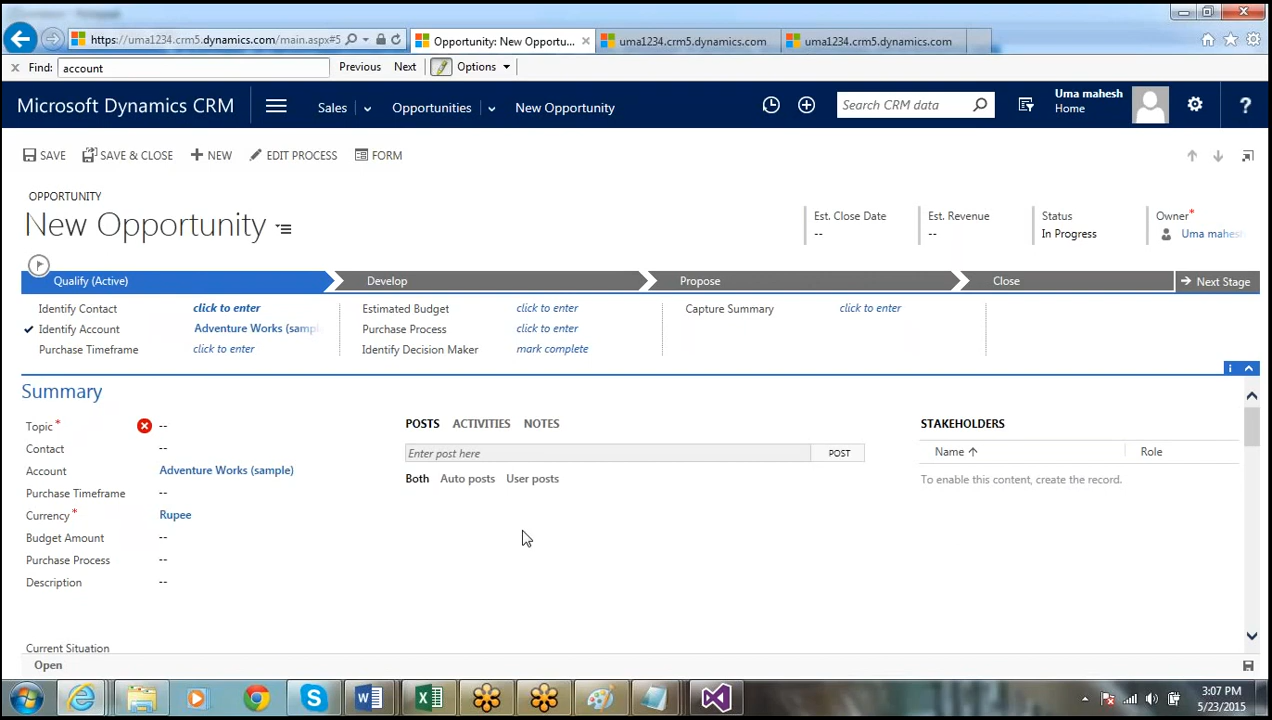 https://uma1234.crm5.dynamics.com/main.aspx#5
Opportunity: New Opportu...
uma1234.crm5.dynamics.com
uma1234.crm5.dynamics.com
Find: account Previous Next Options
Microsoft Dynamics CRM Sales Opportunities New Opportunity Search CRM data Uma mahesh
Home
SAVE SAVE & CLOSE NEW EDIT PROCESS FORM
OPPORTUNITY
New Opportunity
Est. Close Date Est. Revenue Status Owner*
-- -- In Progress Uma mahesh
Qualify (Active) Develop Propose Close Next Stage
Identify Contact click to enter Estimated Budget click to enter Capture Summary click to enter
Identify Account Adventure Works (samp Purchase Process click to enter
Purchase Timeframe click to enter Identify Decision Maker mark complete
Summary
Topic* -- POSTS ACTIVITIES NOTES STAKEHOLDERS
Contact -- Enter post here POST Name Role
Account Adventure Works (sample) Both Auto posts User posts To enable this content, create the record.
Purchase Timeframe --
Currency* Rupee
Budget Amount --
Purchase Process --
Description --
Current Situation
Open
3:07 PM
5/23/2015